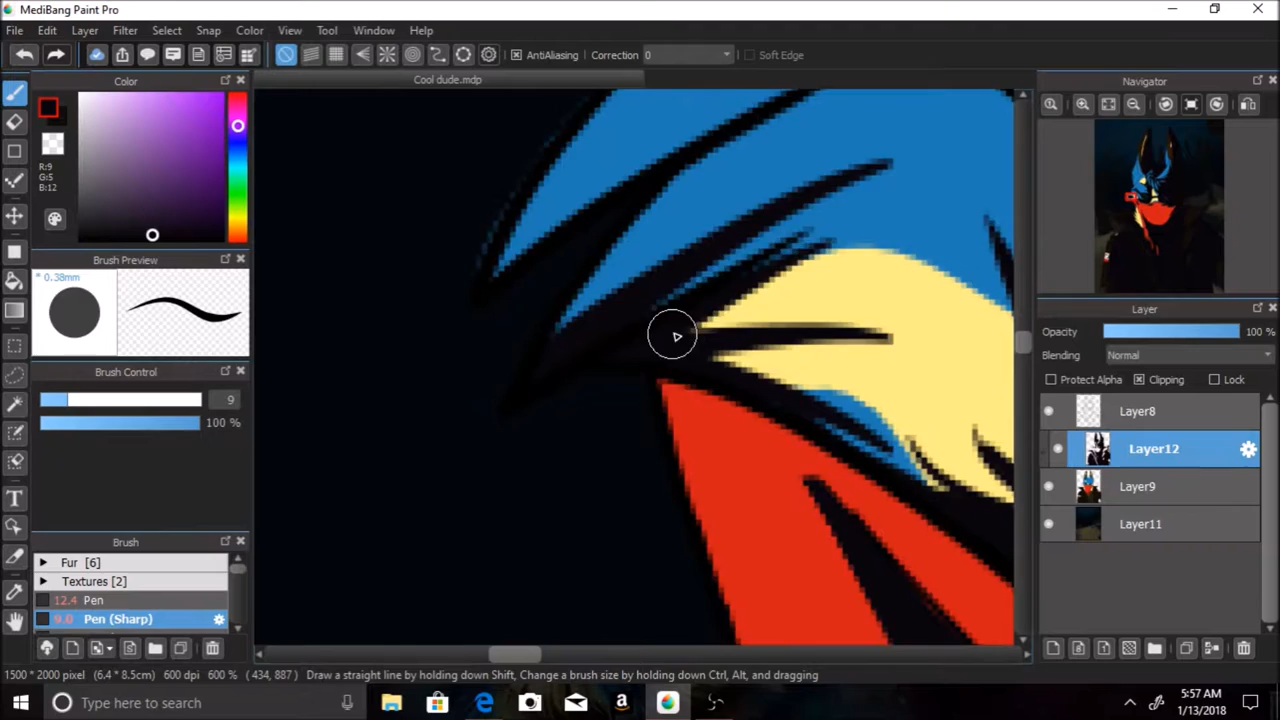 MediBang Paint Pro
File Edit Layer Filter Select Snap Color View Tool Window Help
AntiAliasing Correction 0 Soft Edge
Color
Cool dude.mdp
Navigator
R:9
G:5
B:12
Brush Preview
* 0.38mm
Layer
Opacity 100 %
Blending Normal
Brush Control
Protect Alpha Clipping Lock
9
100 %
Layer8
Layer12
Layer9
Layer11
Brush
Fur [6]
Textures [2]
12.4 Pen
9.0 Pen (Sharp)
1500 * 2000 pixel (6.4 * 8.5cm) 600 dpi 600 % ( 434, 887 ) Draw a straight line by holding down Shift, Change a brush size by holding down Ctrl, Alt, and dragging
Type here to search
5:57 AM
1/13/2018